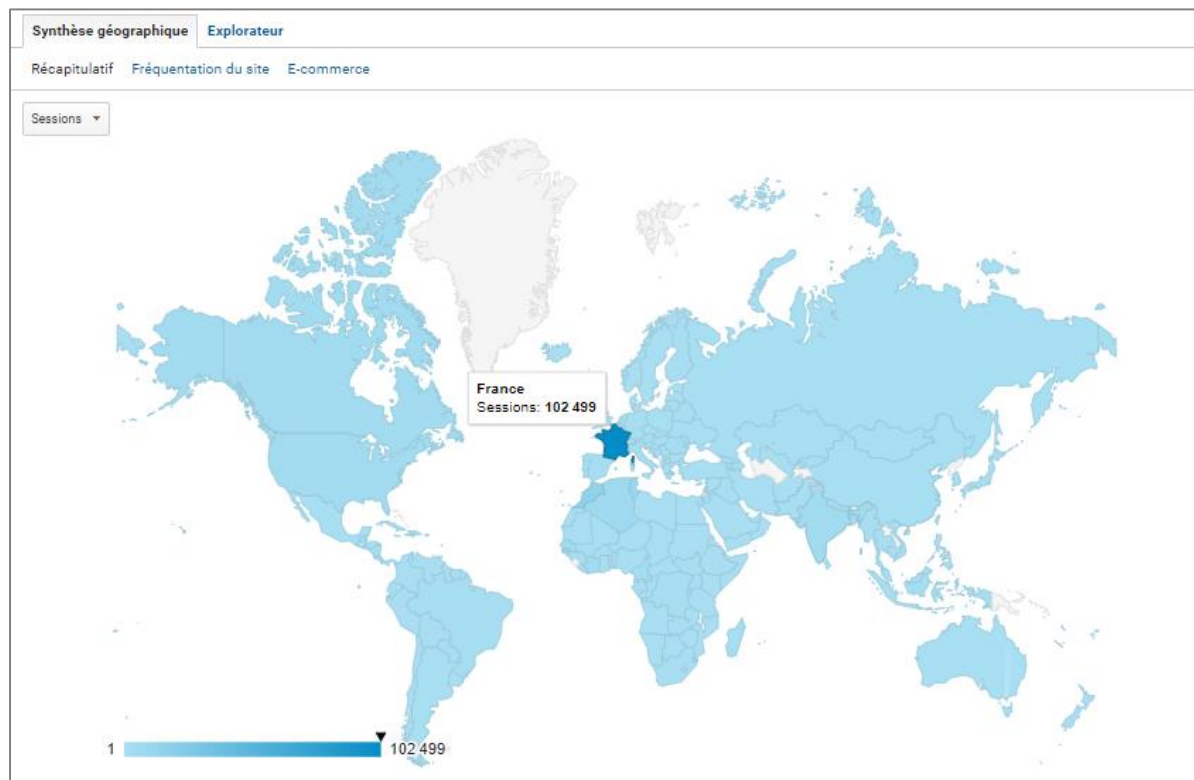 Synthèse géographique Explorateur
Récapitulatif Fréquentation du site E-commerce
Sessions
France
Sessions: 102 499
1 102 499